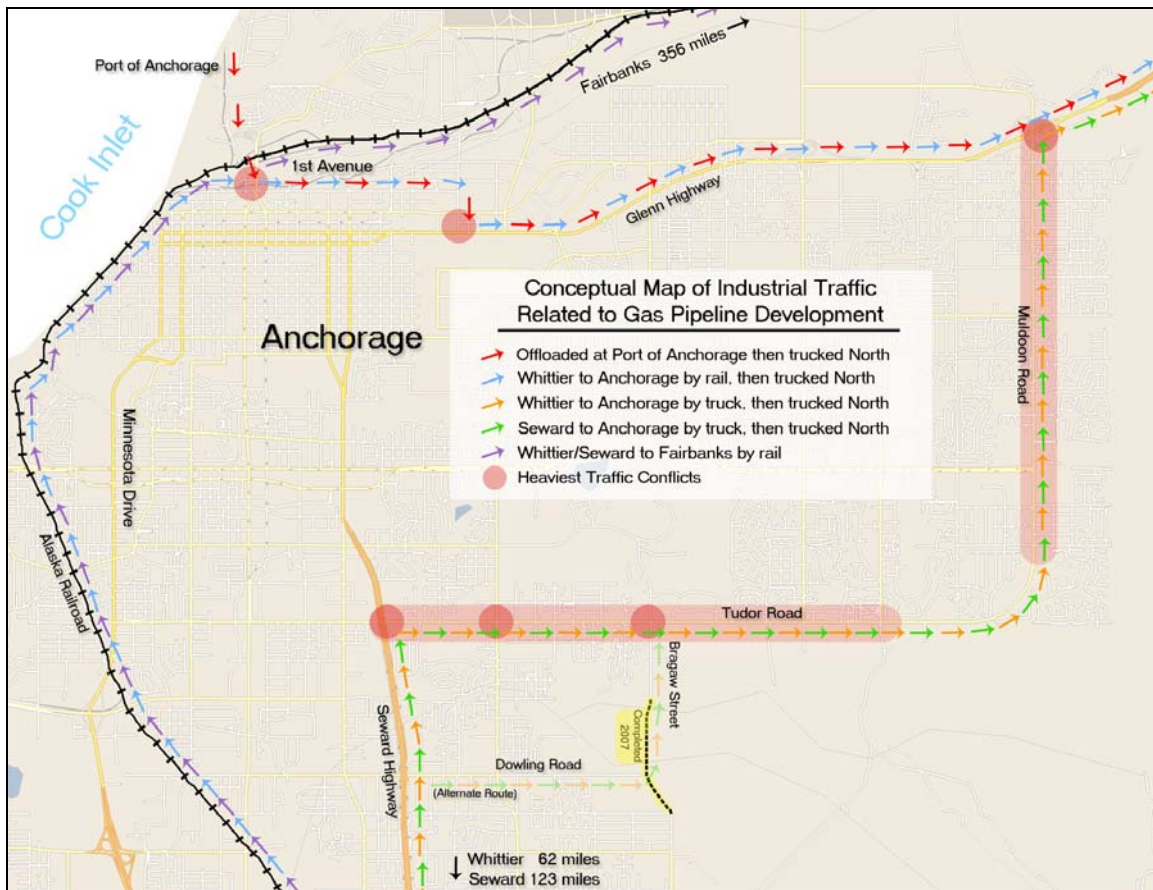 Port of Anchorage
Fairbanks 356 miles
Cook Inlet
1st Avenue
Glenn Highway
Conceptual Map of Industrial Traffic
Related to Gas Pipeline Development
Anchorage
Offloaded at Port of Anchorage then trucked North
Whittier to Anchorage by rail, then trucked North
Whittier to Anchorage by truck, then trucked North
Seward to Anchorage by truck, then trucked North
Whittier/Seward to Fairbanks by rail
Heaviest Traffic Conflicts
Muldoon Road
Minnesota Drive
Alaska Railroad
Tudor Road
Bragaw Street
Seward Highway
Completed
2007
Dowling Road
(Alternate Route)
Whittier 62 miles
Seward 123 miles